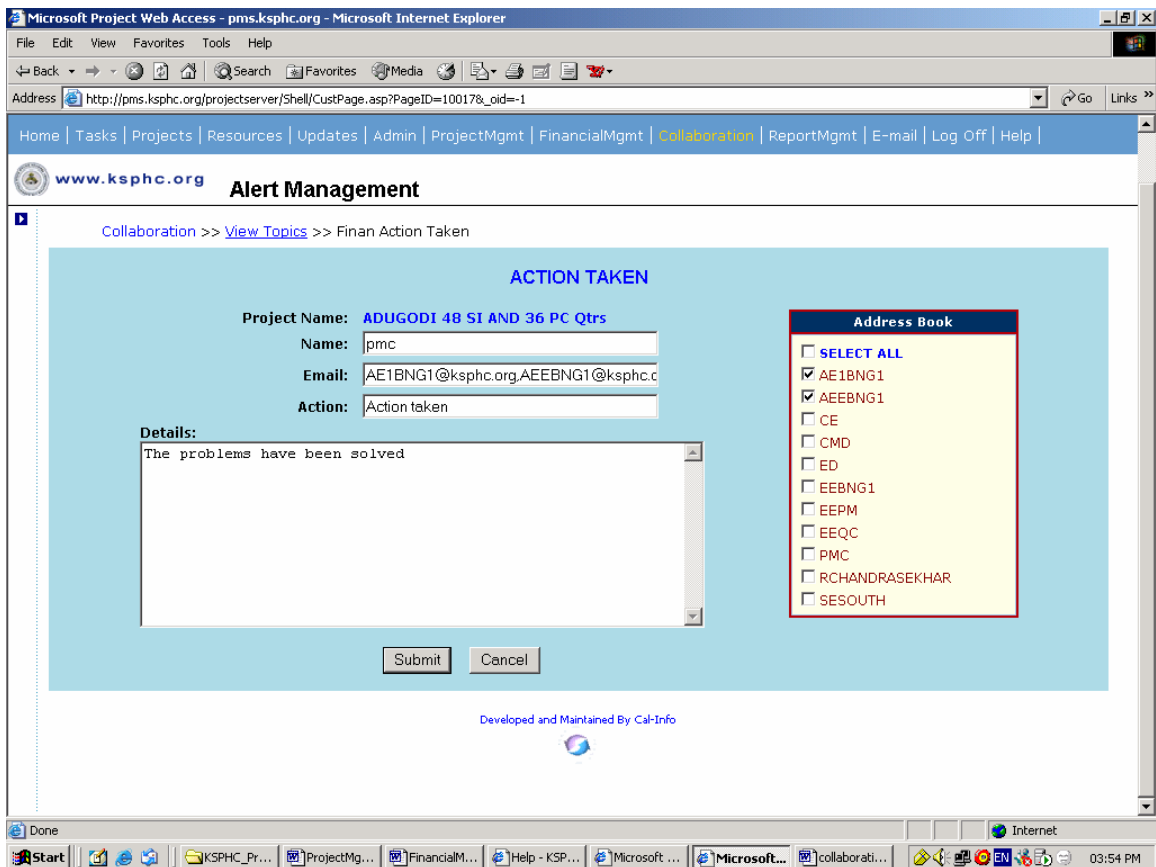 Microsoft Project Web Access - pms.ksphc.org - Microsoft Internet Explorer
File Edit View Favorites Tools Help
Back Search Favorites Media
Address http://pms.ksphc.org/projectserver/Shell/CustPage.asp?PageID=10017&_oid=-1 Go Links »
Home | Tasks | Projects | Resources | Updates | Admin | ProjectMgmt | FinancialMgmt | Collaboration | ReportMgmt | E-mail | Log Off | Help |
www.ksphc.org Alert Management
Collaboration >> View Topics >> Finan Action Taken
ACTION TAKEN
Project Name: ADUGODI 48 SI AND 36 PC Qtrs
Name: pmc
Email: AE1BNG1@ksphc.org,AEEBNG1@ksphc.c
Action: Action taken
Details:
The problems have been solved
Address Book
SELECT ALL
AE1BNG1
AEEBNG1
CE
CMD
ED
EEBNG1
EEPM
EEQC
PMC
RCHANDRASEKHAR
SESOUTH
Submit Cancel
Developed and Maintained By Cal-Info
Done Internet
Start KSPHC_Pr... ProjectMg... FinancialM... Help - KSP... Microsoft ... Microsoft... collaborati... EN 03:54 PM